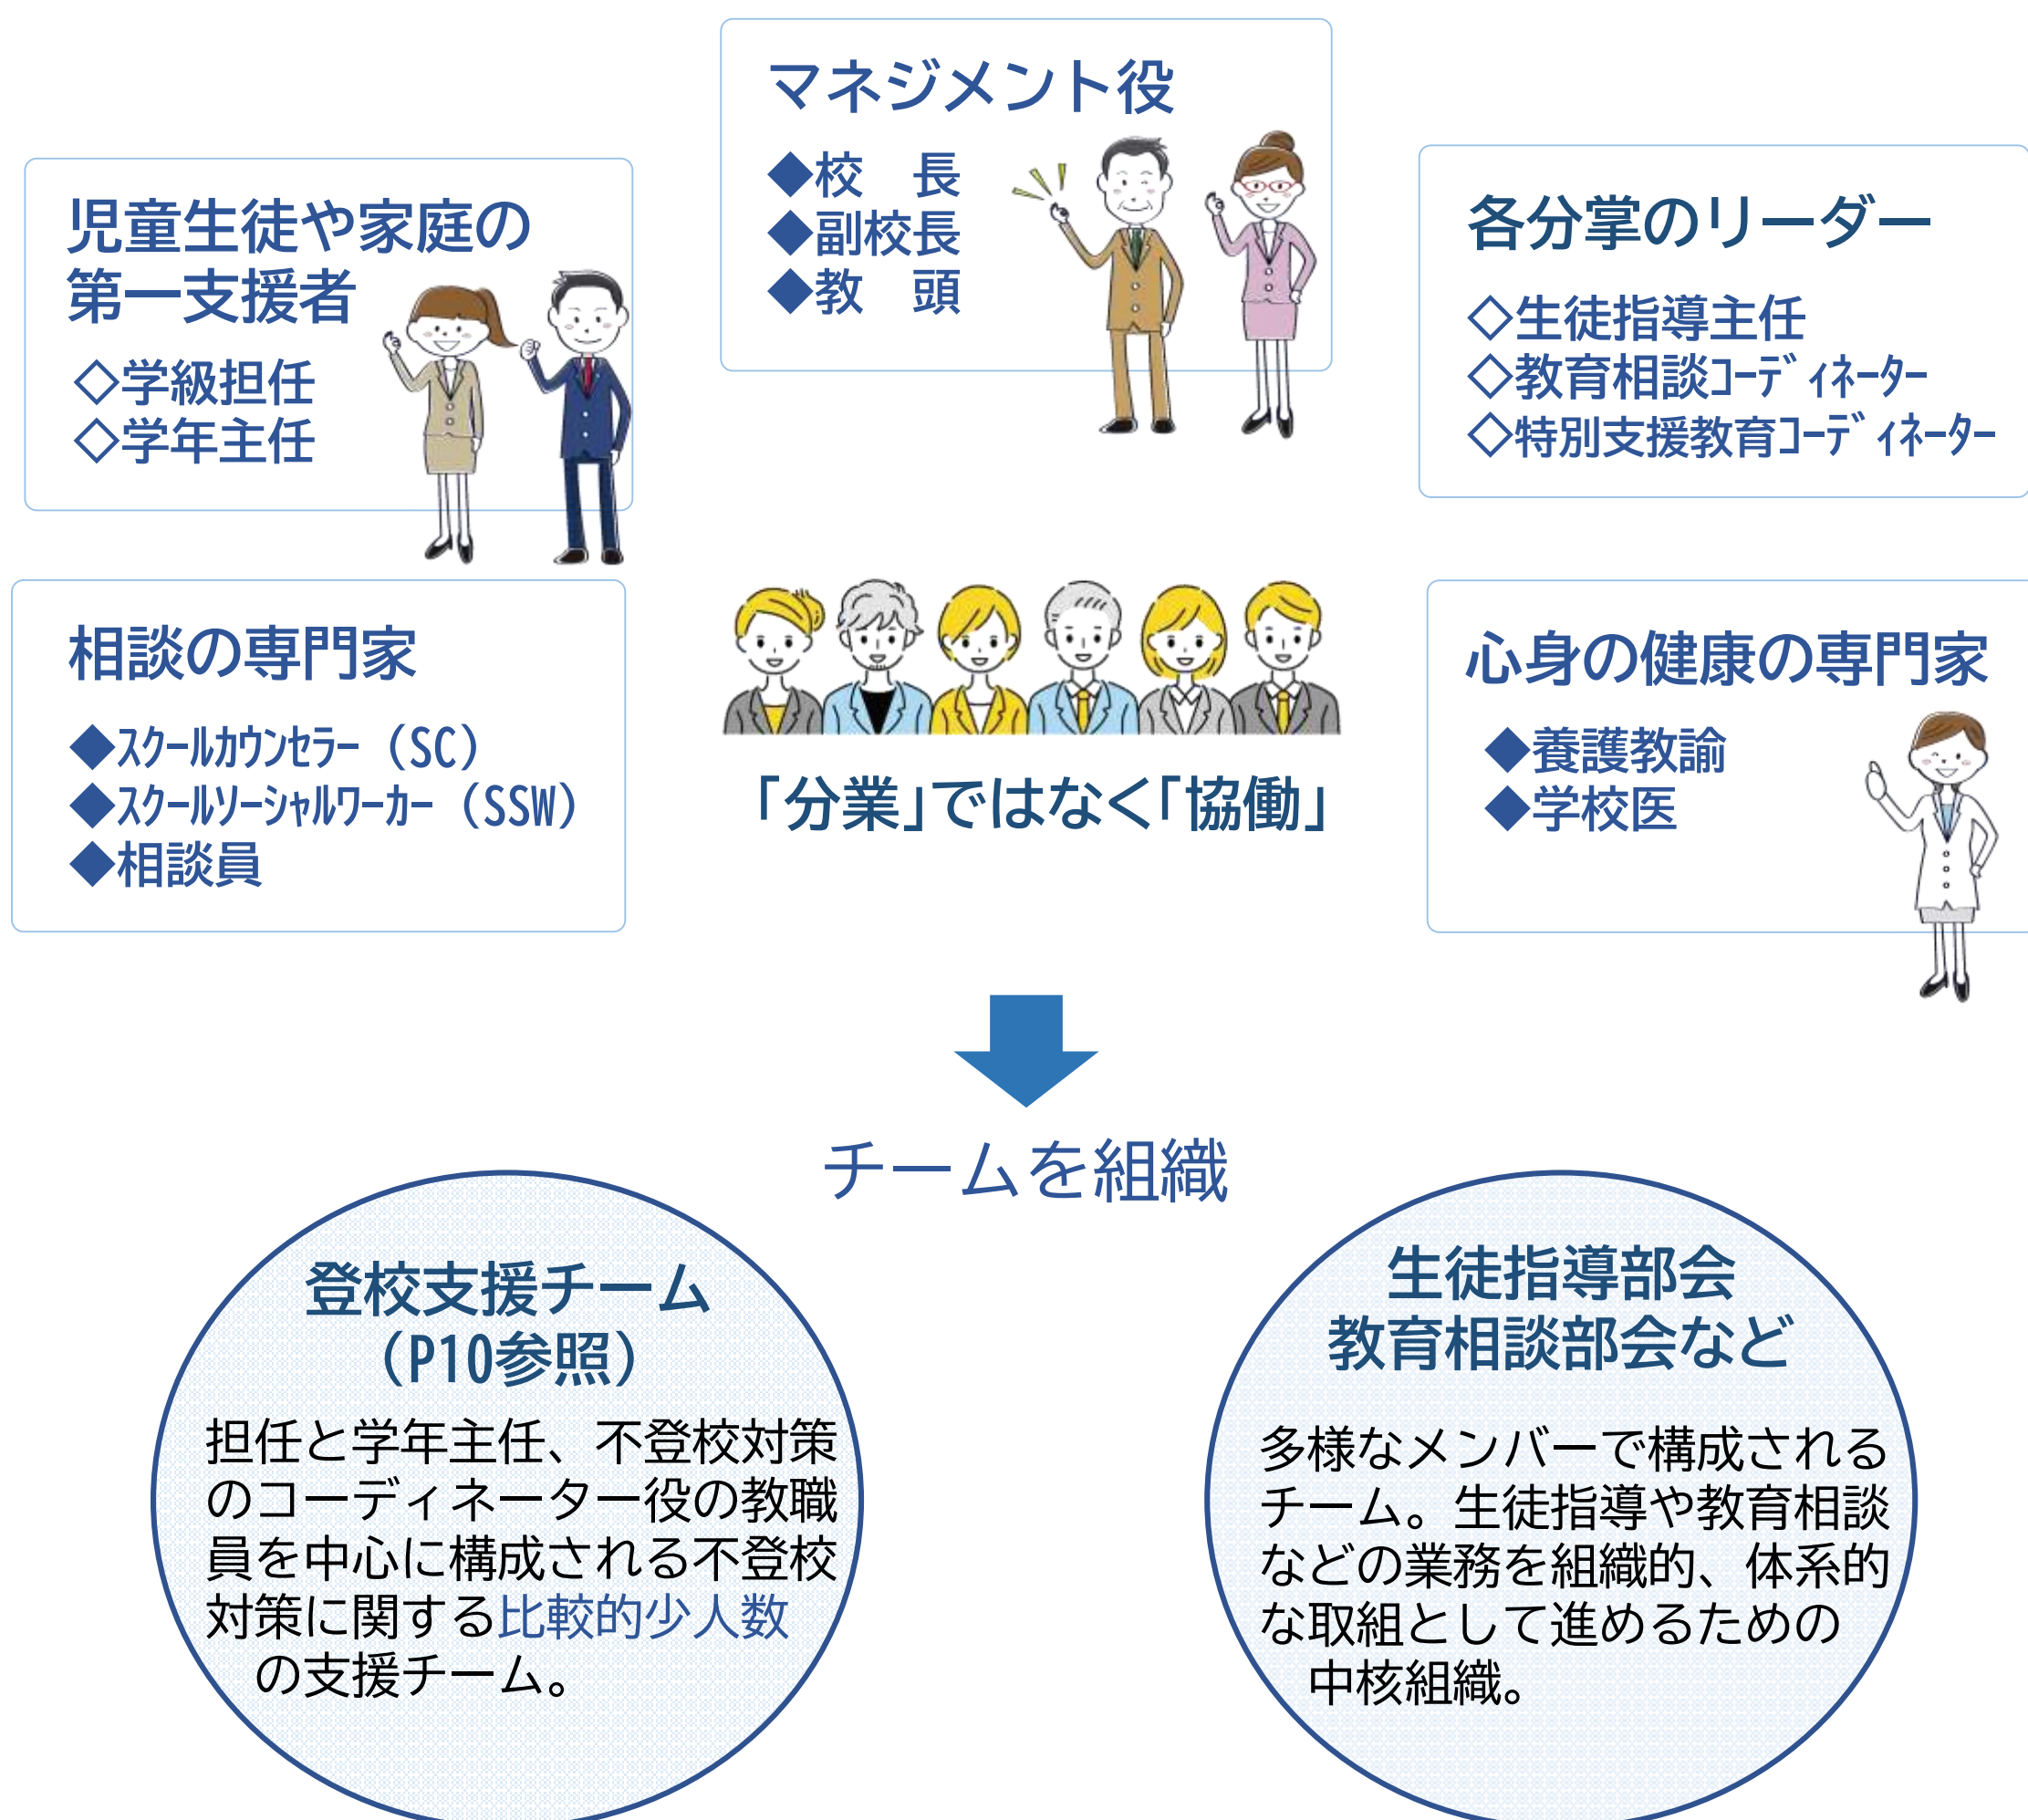 マネジメント役
◆校　長
◆副校長
◆教　頭
児童生徒や家庭の
第一支援者
◇学級担任
◇学年主任
各分掌のリーダー
◇生徒指導主任
◇教育相談ｺｰﾃﾞｨﾈｰﾀｰ
◇特別支援教育ｺｰﾃﾞｨﾈｰﾀｰ
相談の専門家
◆ｽｸｰﾙｶｳﾝｾﾗｰ（SC）
◆ｽｸｰﾙｿｰｼｬﾙﾜｰｶｰ（SSW）
◆相談員
「分業」ではなく「協働」
心身の健康の専門家
◆養護教諭
◆学校医
チームを組織
登校支援チーム
（P10参照）
担任と学年主任、不登校対策
のコーディネーター役の教職
員を中心に構成される不登校
対策に関する比較的少人数
の支援チーム。
生徒指導部会
教育相談部会など
多様なメンバーで構成される
チーム。生徒指導や教育相談
などの業務を組織的、体系的
な取組として進めるための
中核組織。